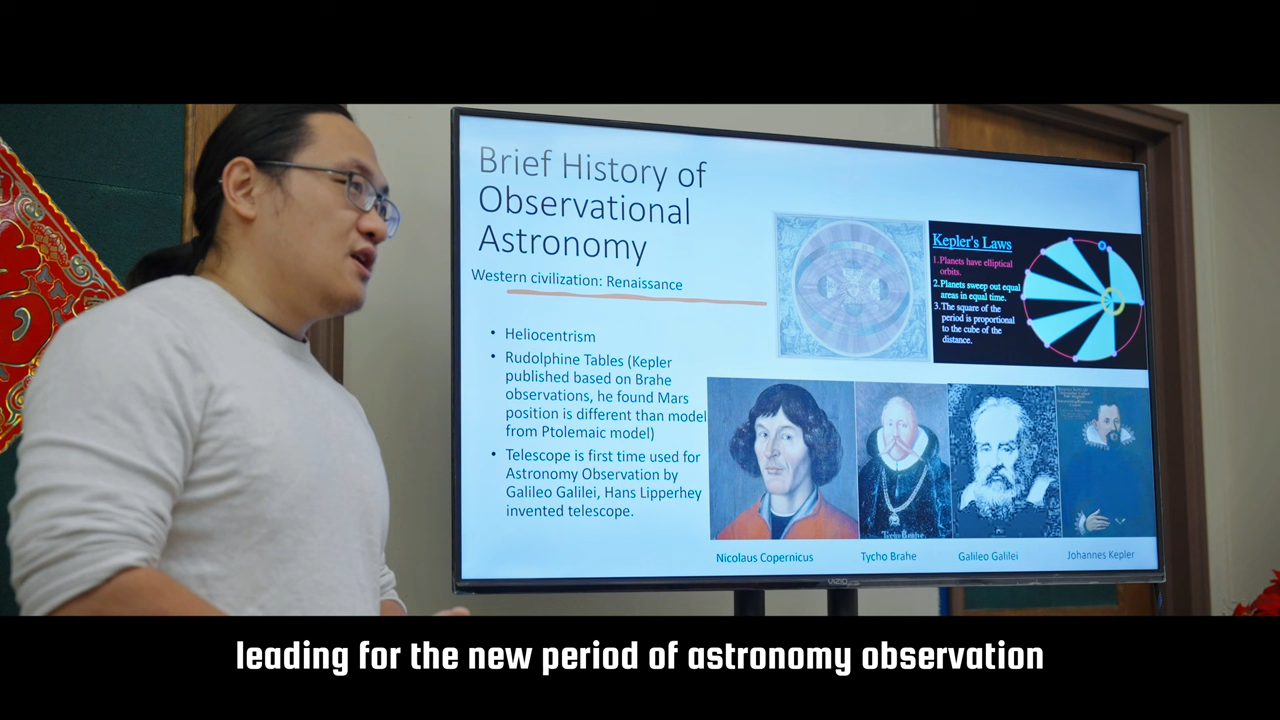 Brief History of
Observational
Astronomy
Western civilization: Renaissance
• Heliocentrism
• Rudolphine Tables (Kepler
published based on Brahe
observations, he found Mars
position is different than model
from Ptolemaic model)
• Telescope is first time used for
Astronomy Observation by
Galileo Galilei, Hans Lipperhey
invented telescope.
Kepler's Laws
1.Planets have elliptical
orbits.
2.Planets sweep out equal
areas in equal time.
3.The square of the
period is proportional
to the cube of the
distance.
Tycho Brahe
Nicolaus Copernicus
Tycho Brahe
Galileo Galilei
Johannes Kepler
VIZIO
leading for the new period of astronomy observation